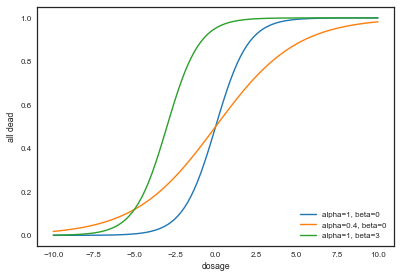 1.0
0.8
0.6
0.4
0.2
0.0
all dead
−10.0 −7.5 −5.0 −2.5 0.0 2.5 5.0 7.5 10.0
dosage
alpha=1, beta=0
alpha=0.4, beta=0
alpha=1, beta=3